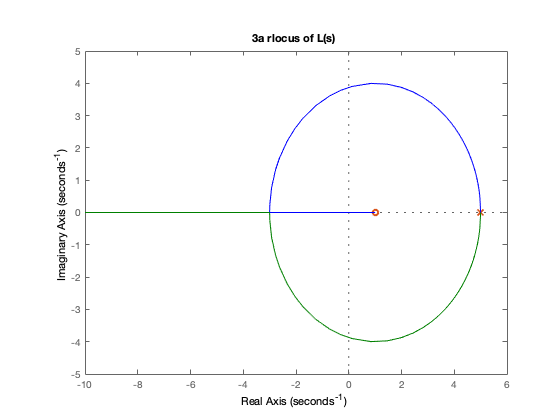 3a rlocus of L(s)
5
4
3
2
1
0
-1
-2
-3
-4
-5
Imaginary Axis (seconds⁻¹)
-10 -8 -6 -4 -2 0 2 4 6
Real Axis (seconds⁻¹)